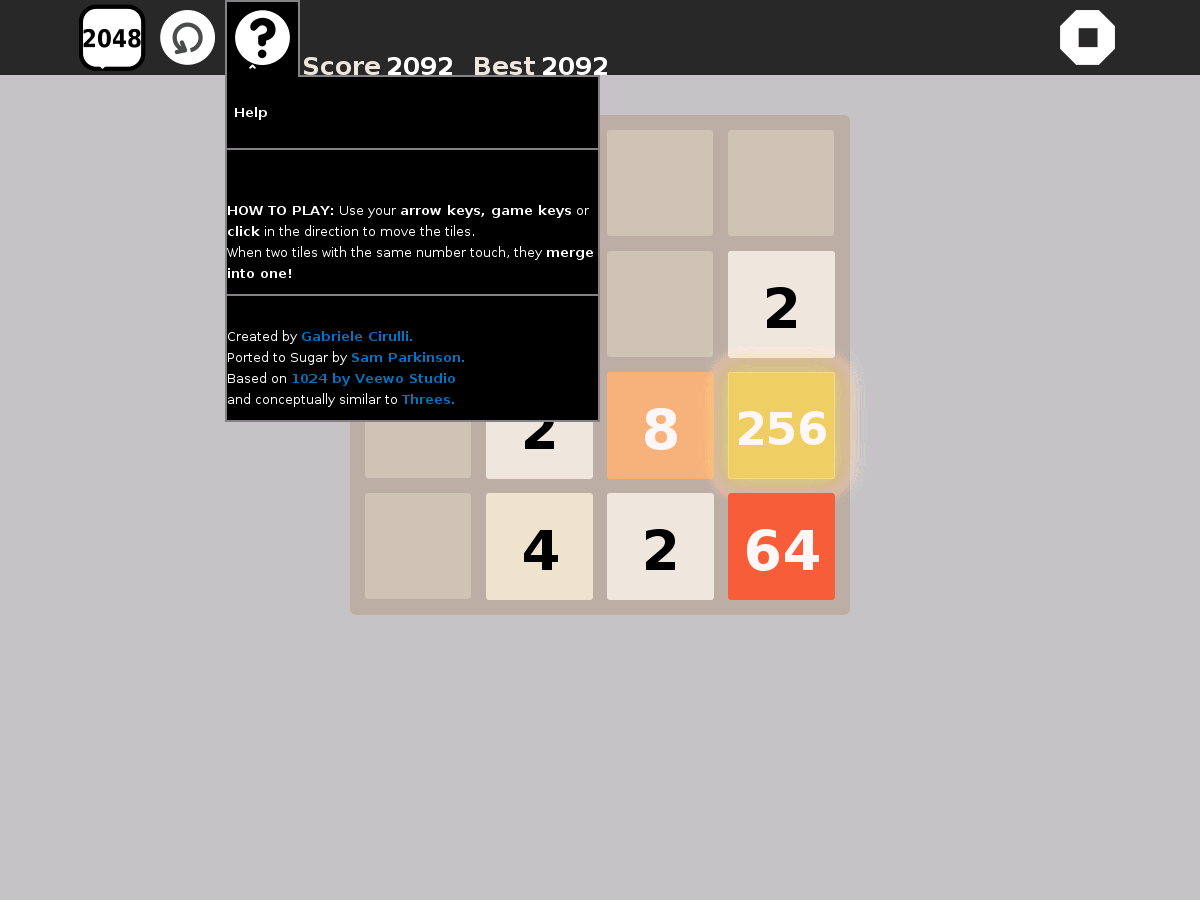 2048
?
Score 2092 Best 2092
Help
HOW TO PLAY: Use your arrow keys, game keys or
click in the direction to move the tiles.
When two tiles with the same number touch, they merge
into one!
Created by Gabriele Cirulli.
Ported to Sugar by Sam Parkinson.
Based on 1024 by Veewo Studio
and conceptually similar to Threes.
2
2 8 256
4 2 64